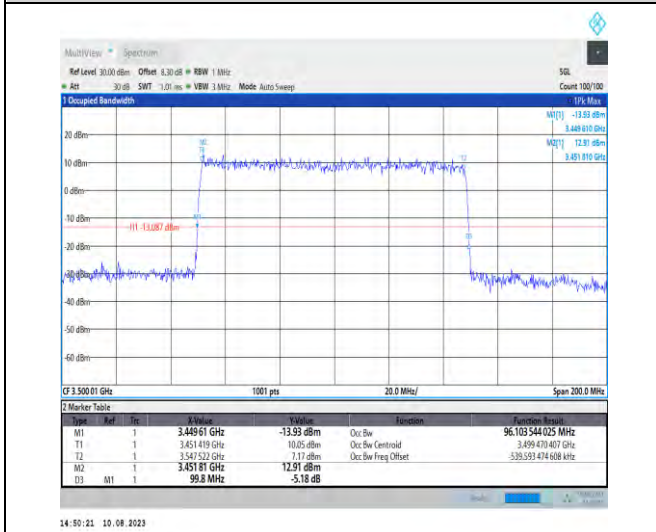 MultiView Spectrum
Ref Level 30.00 dBm Offset 8.30 dB RBW 1 MHz SGL
Att 30 dB SWT 1.01 ms VBW 3 MHz Mode Auto Sweep Count 100/100
1 Occupied Bandwidth 1Pk Max
M1[1] -13.93 dBm
3.449 610 GHz
20 dBm
M2[1] 12.91 dBm
3.451 810 GHz
M2
T1
T2
10 dBm
0 dBm
M1
-10 dBm
H1 -13.087 dBm
D3
-30 dBm
-40 dBm
-50 dBm
-60 dBm
CF 3.500 01 GHz 1001 pts 20.0 MHz/ Span 200.0 MHz
2 Marker Table
Type Ref Trc X-Value Y-Value Function Function Result
M1 1 3.449 61 GHz -13.93 dBm Occ Bw 96.103 544 025 MHz
T1 1 3.451 419 GHz 10.05 dBm Occ Bw Centroid 3.499 470 407 GHz
T2 1 3.547 522 GHz 7.17 dBm Occ Bw Freq Offset -539.593 474 608 kHz
M2 1 3.451 81 GHz 12.91 dBm
D3 M1 1 99.8 MHz -5.18 dB
14:50:21 10.08.2023